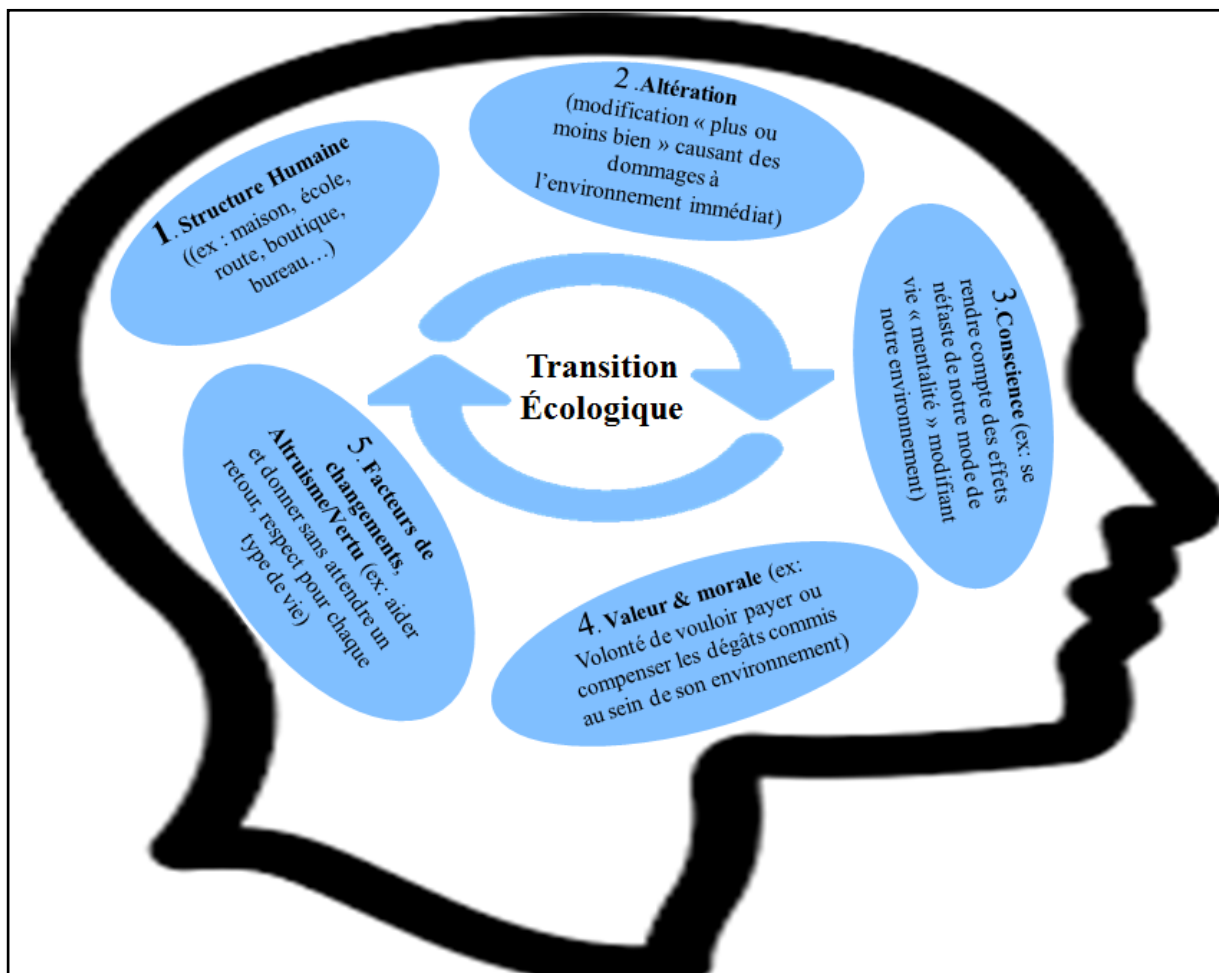 1. Structure Humaine
((ex : maison, école,
route, boutique,
bureau…)
2.Altération
(modification « plus ou
moins bien » causant des
dommages à
l’environnement immédiat)
3.Conscience (ex: se
rendre compte des effets
néfaste de notre mode de
vie « mentalité » modifiant
notre environnement)
4. Valeur & morale (ex:
Volonté de vouloir payer ou
compenser les dégâts commis
au sein de son environnement)
5. Facteurs de
changements,
Altruisme/Vertu (ex: aider
et donner sans attendre un
retour, respect pour chaque
type de vie)
Transition
Écologique